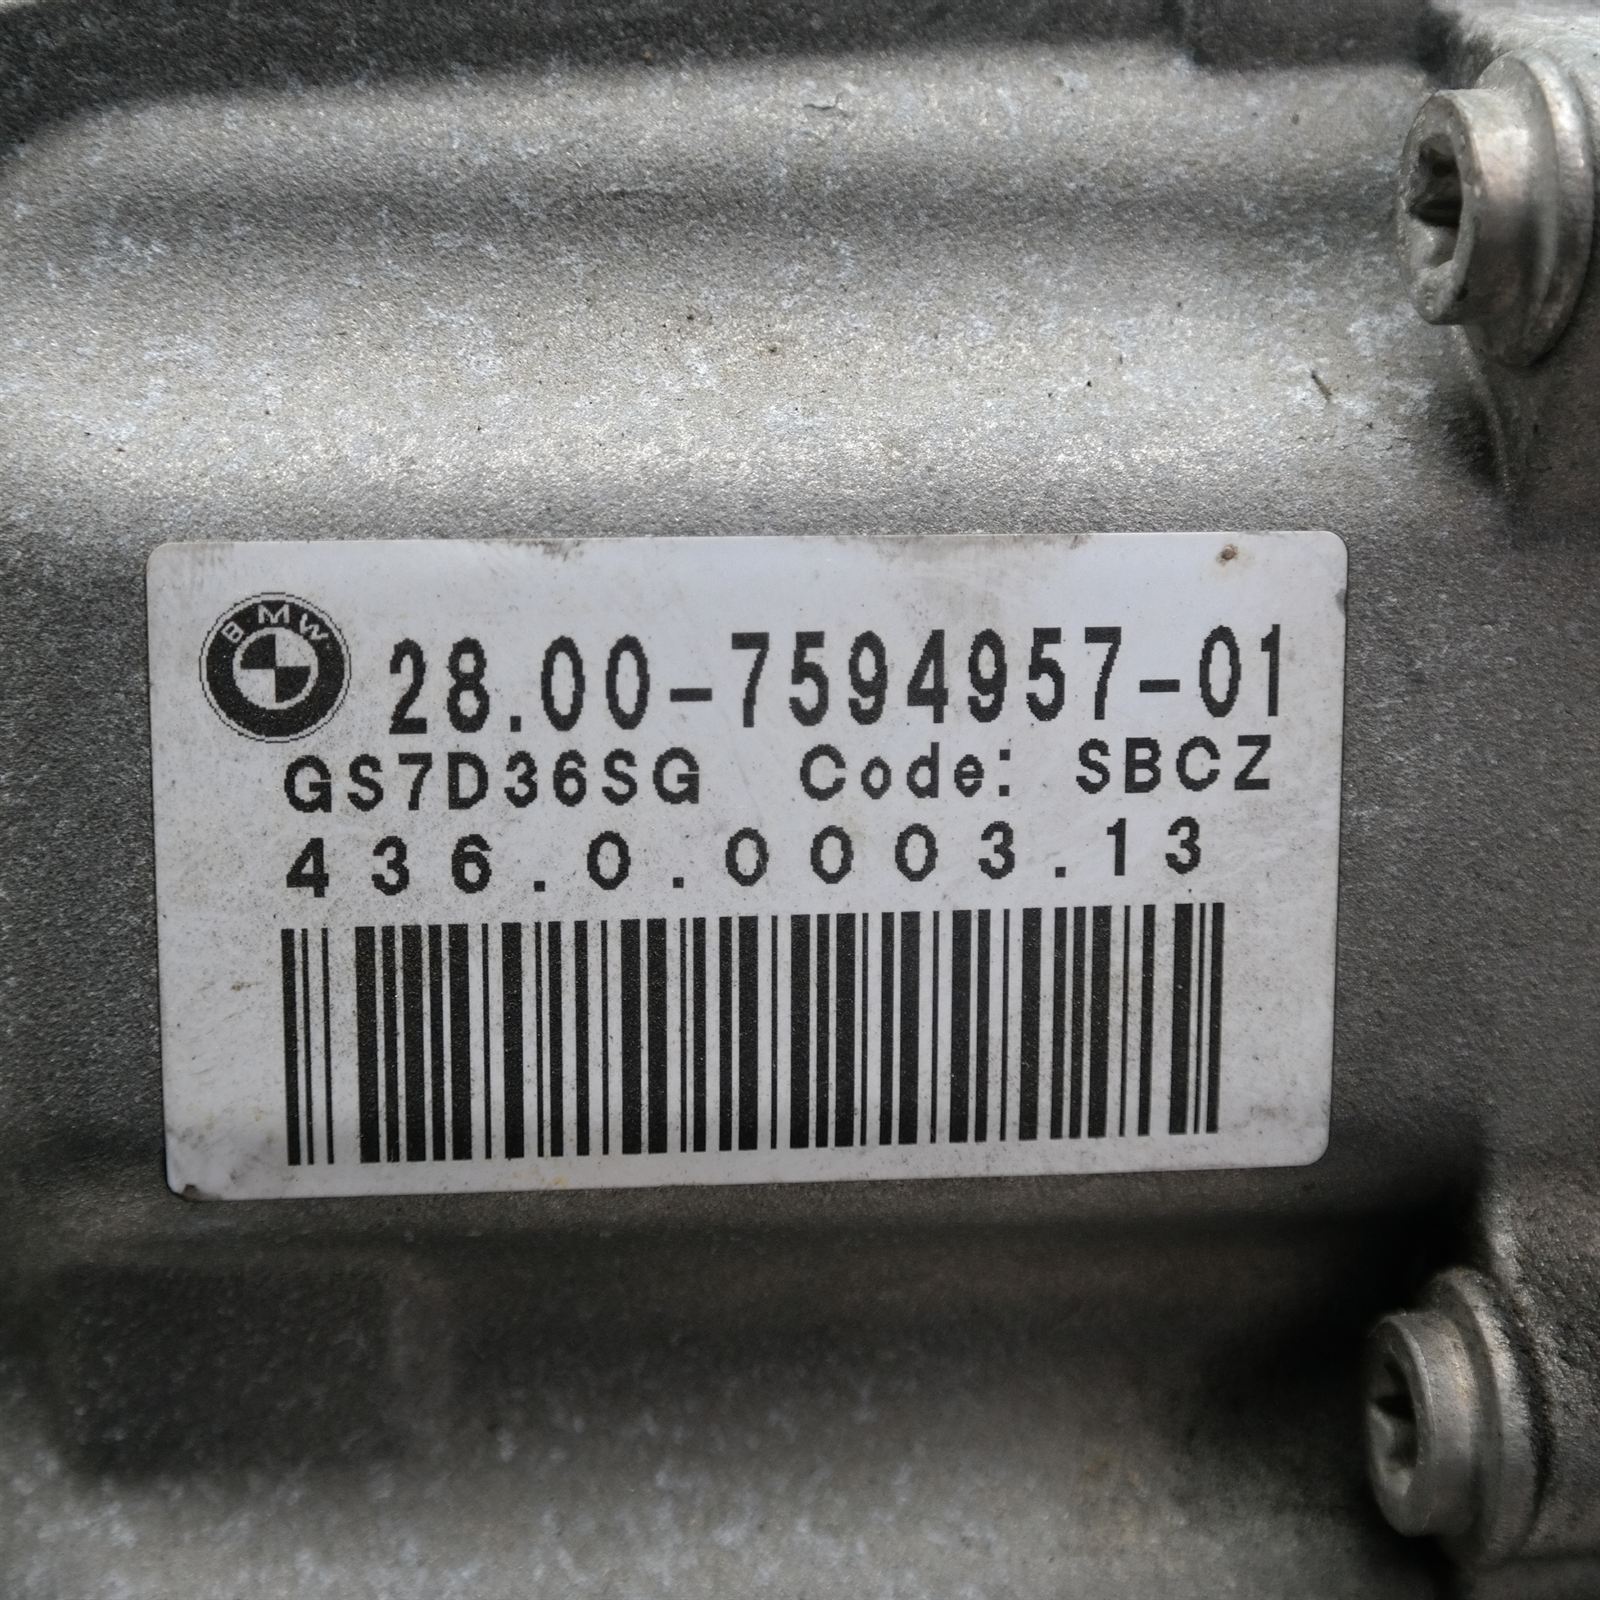 BMW
28.00-7594957-01
GS7D36SG Code: SBCZ
436.0.0003.13